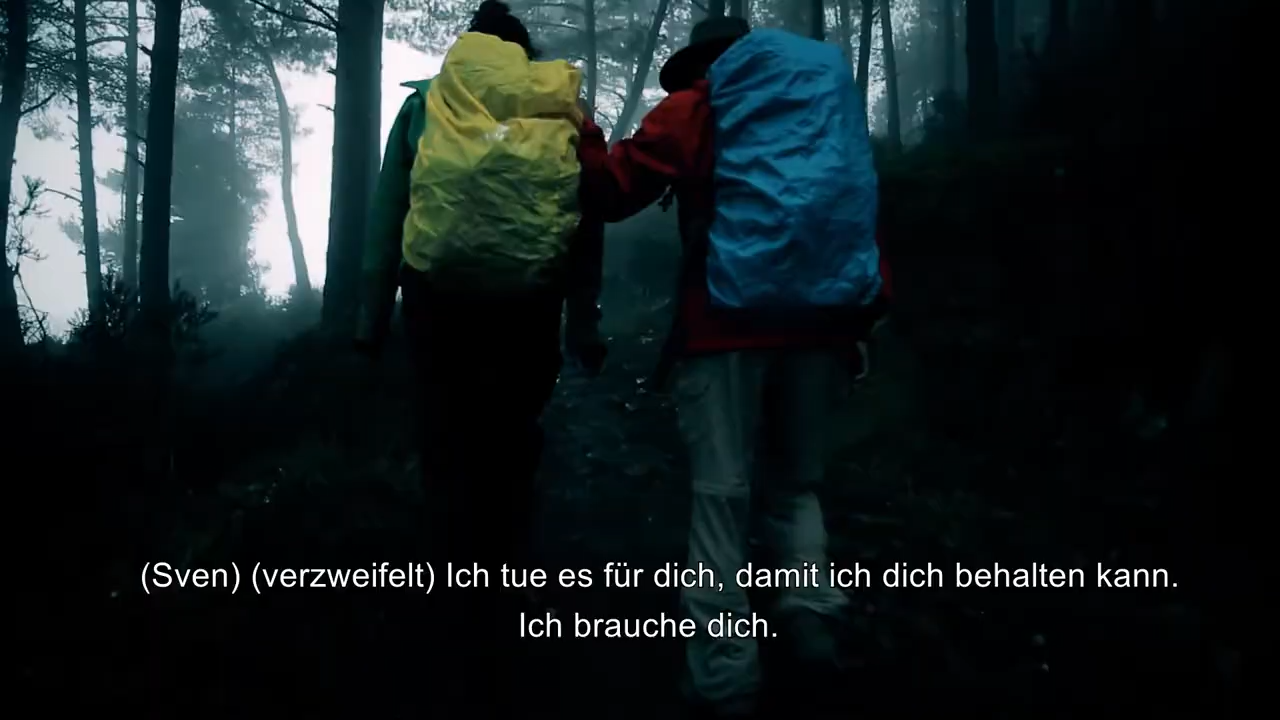 (Sven) (verzweifelt) Ich tue es für dich, damit ich dich behalten kann.
Ich brauche dich.